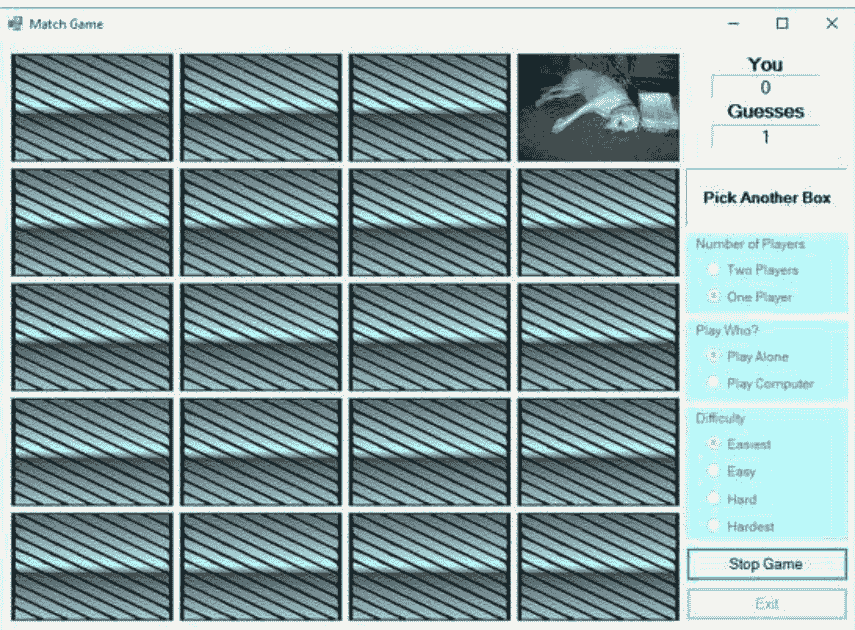 Match Game
You
0
Guesses
1
Pick Another Box
Number of Players
Two Players
One Player
Play Who?
Play Alone
Play Computer
Difficulty
Easiest
Easy
Hard
Hardest
Stop Game
Exit